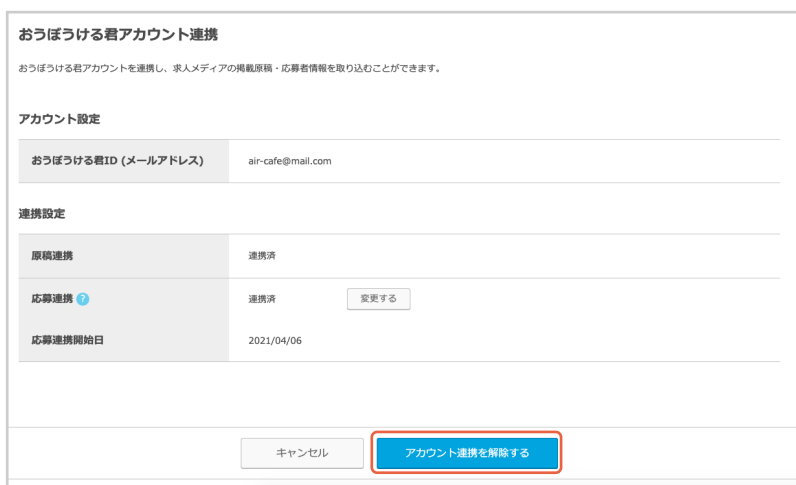 おうぼうける君アカウント連携
おうぼうける君アカウントを連携し、求人メディアの掲載原稿・応募者情報を取り込むことができます。
アカウント設定
おうぼうける君ID (メールアドレス) air-cafe@mail.com
連携設定
原稿連携 連携済
応募連携 ? 連携済 変更する
応募連携開始日 2021/04/06
キャンセル アカウント連携を解除する